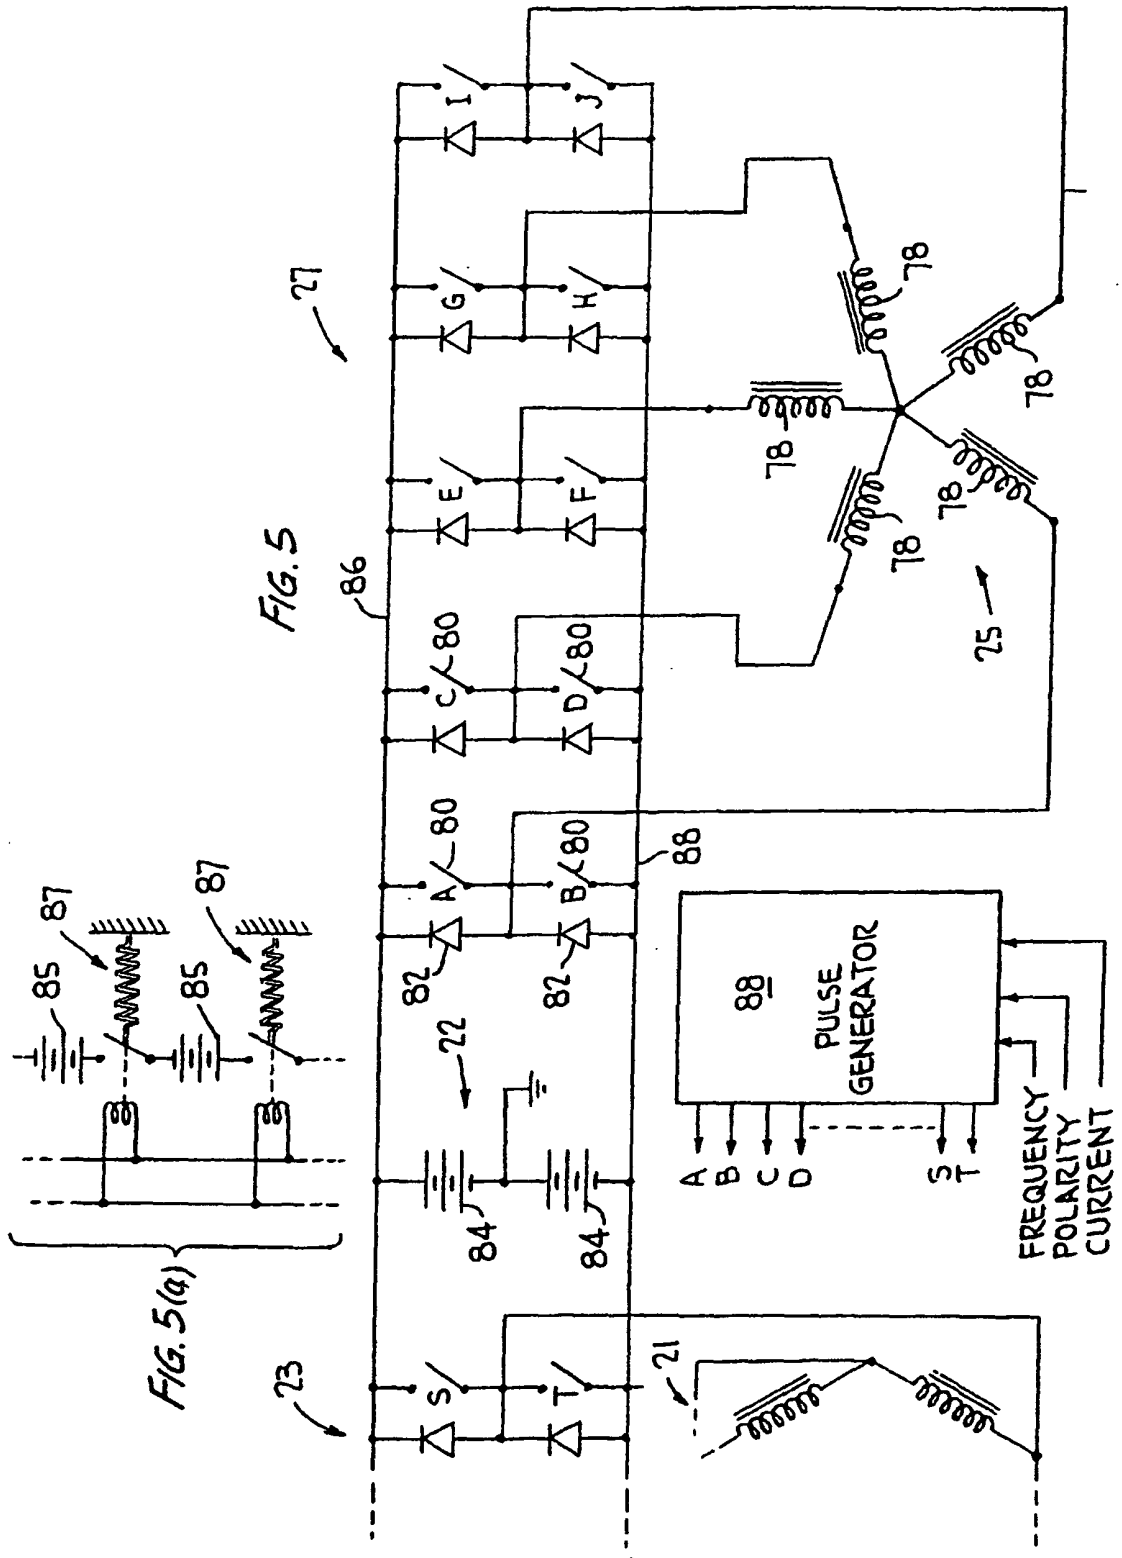 FIG. 5
27
86
I
J
G
H
E
F
C 80
D 80
A 80
B 80
82
82
88
22
84
84
23
S
T
78
78
78
78
78
25
21
88
PULSE
GENERATOR
A
B
C
D
S
T
FREQUENCY
POLARITY
CURRENT
FIG. 5(a)
85
87
85
87